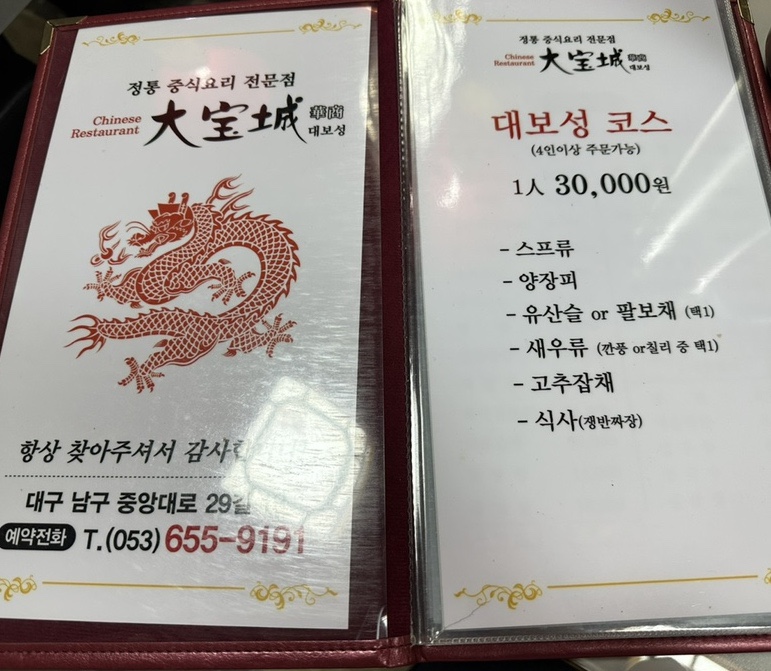 정통 중식요리 전문점
Chinese
Restaurant
大宝城
華商
대보성
항상 찾아주셔서
대구 남구 중앙대로 29길
예약전화 T.(053) 655-9191
정통 중식요리 전문점
Chinese
Restaurant
大宝城
華商
대보성
대보성 코스
(4인이상 주문가능)
1人 30,000원
- 스프류
- 양장피
- 유산슬 or 팔보채 (택1)
- 새우류 (깐풍 or칠리 중 택1)
- 고추잡채
- 식사(쟁반짜장)